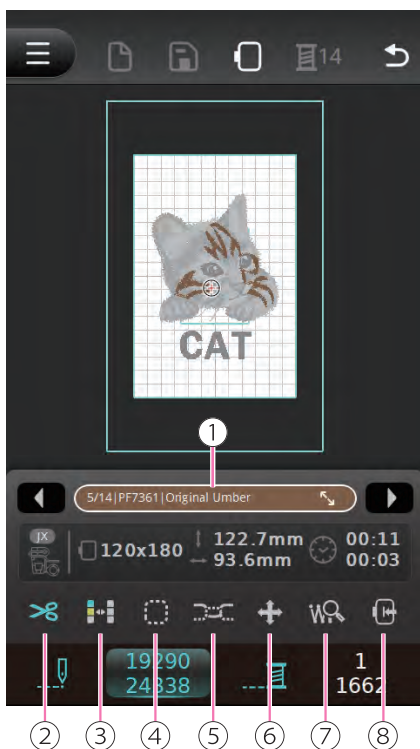 14
CAT
①
5/14|PF7361|Original Umber
JX
120x180
122.7mm
93.6mm
00:11
00:03
W
19290
24838
1
1662
② ③ ④ ⑤ ⑥ ⑦ ⑧